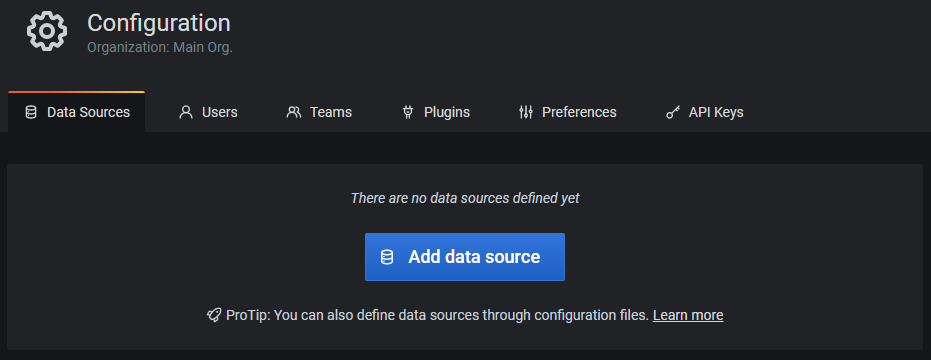 Configuration
Organization: Main Org.
Data Sources Users Teams Plugins Preferences API Keys
There are no data sources defined yet
Add data source
ProTip: You can also define data sources through configuration files. Learn more